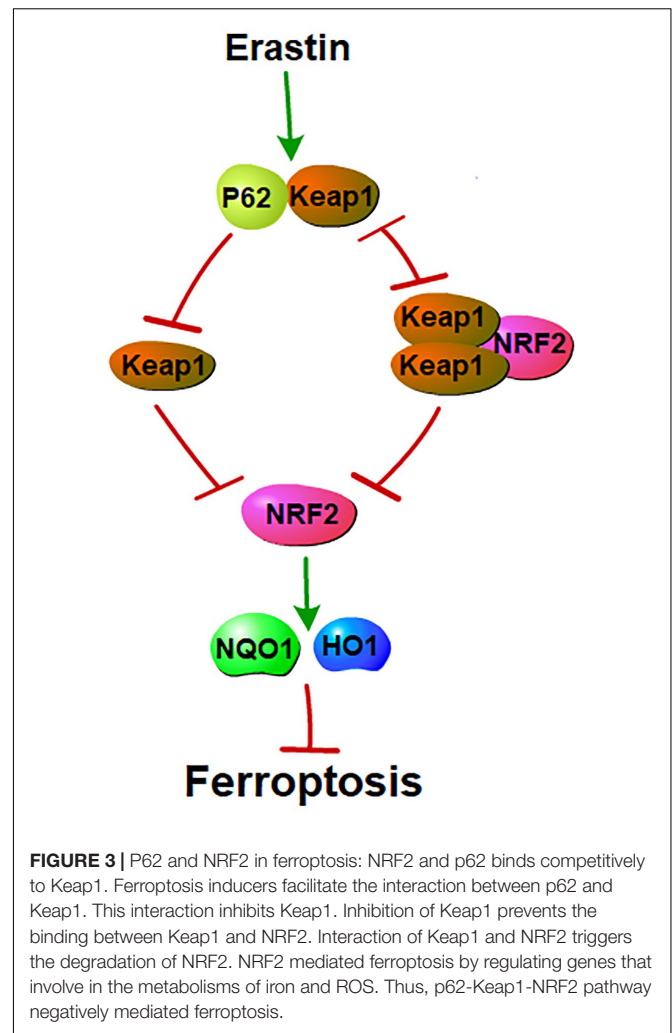 Erastin
P62 Keap1
Keap1
Keap1
NRF2
Keap1
NRF2
NQO1 HO1
Ferroptosis
FIGURE 3 | P62 and NRF2 in ferroptosis: NRF2 and p62 binds competitively
to Keap1. Ferroptosis inducers facilitate the interaction between p62 and
Keap1. This interaction inhibits Keap1. Inhibition of Keap1 prevents the
binding between Keap1 and NRF2. Interaction of Keap1 and NRF2 triggers
the degradation of NRF2. NRF2 mediated ferroptosis by regulating genes that
involve in the metabolisms of iron and ROS. Thus, p62-Keap1-NRF2 pathway
negatively mediated ferroptosis.